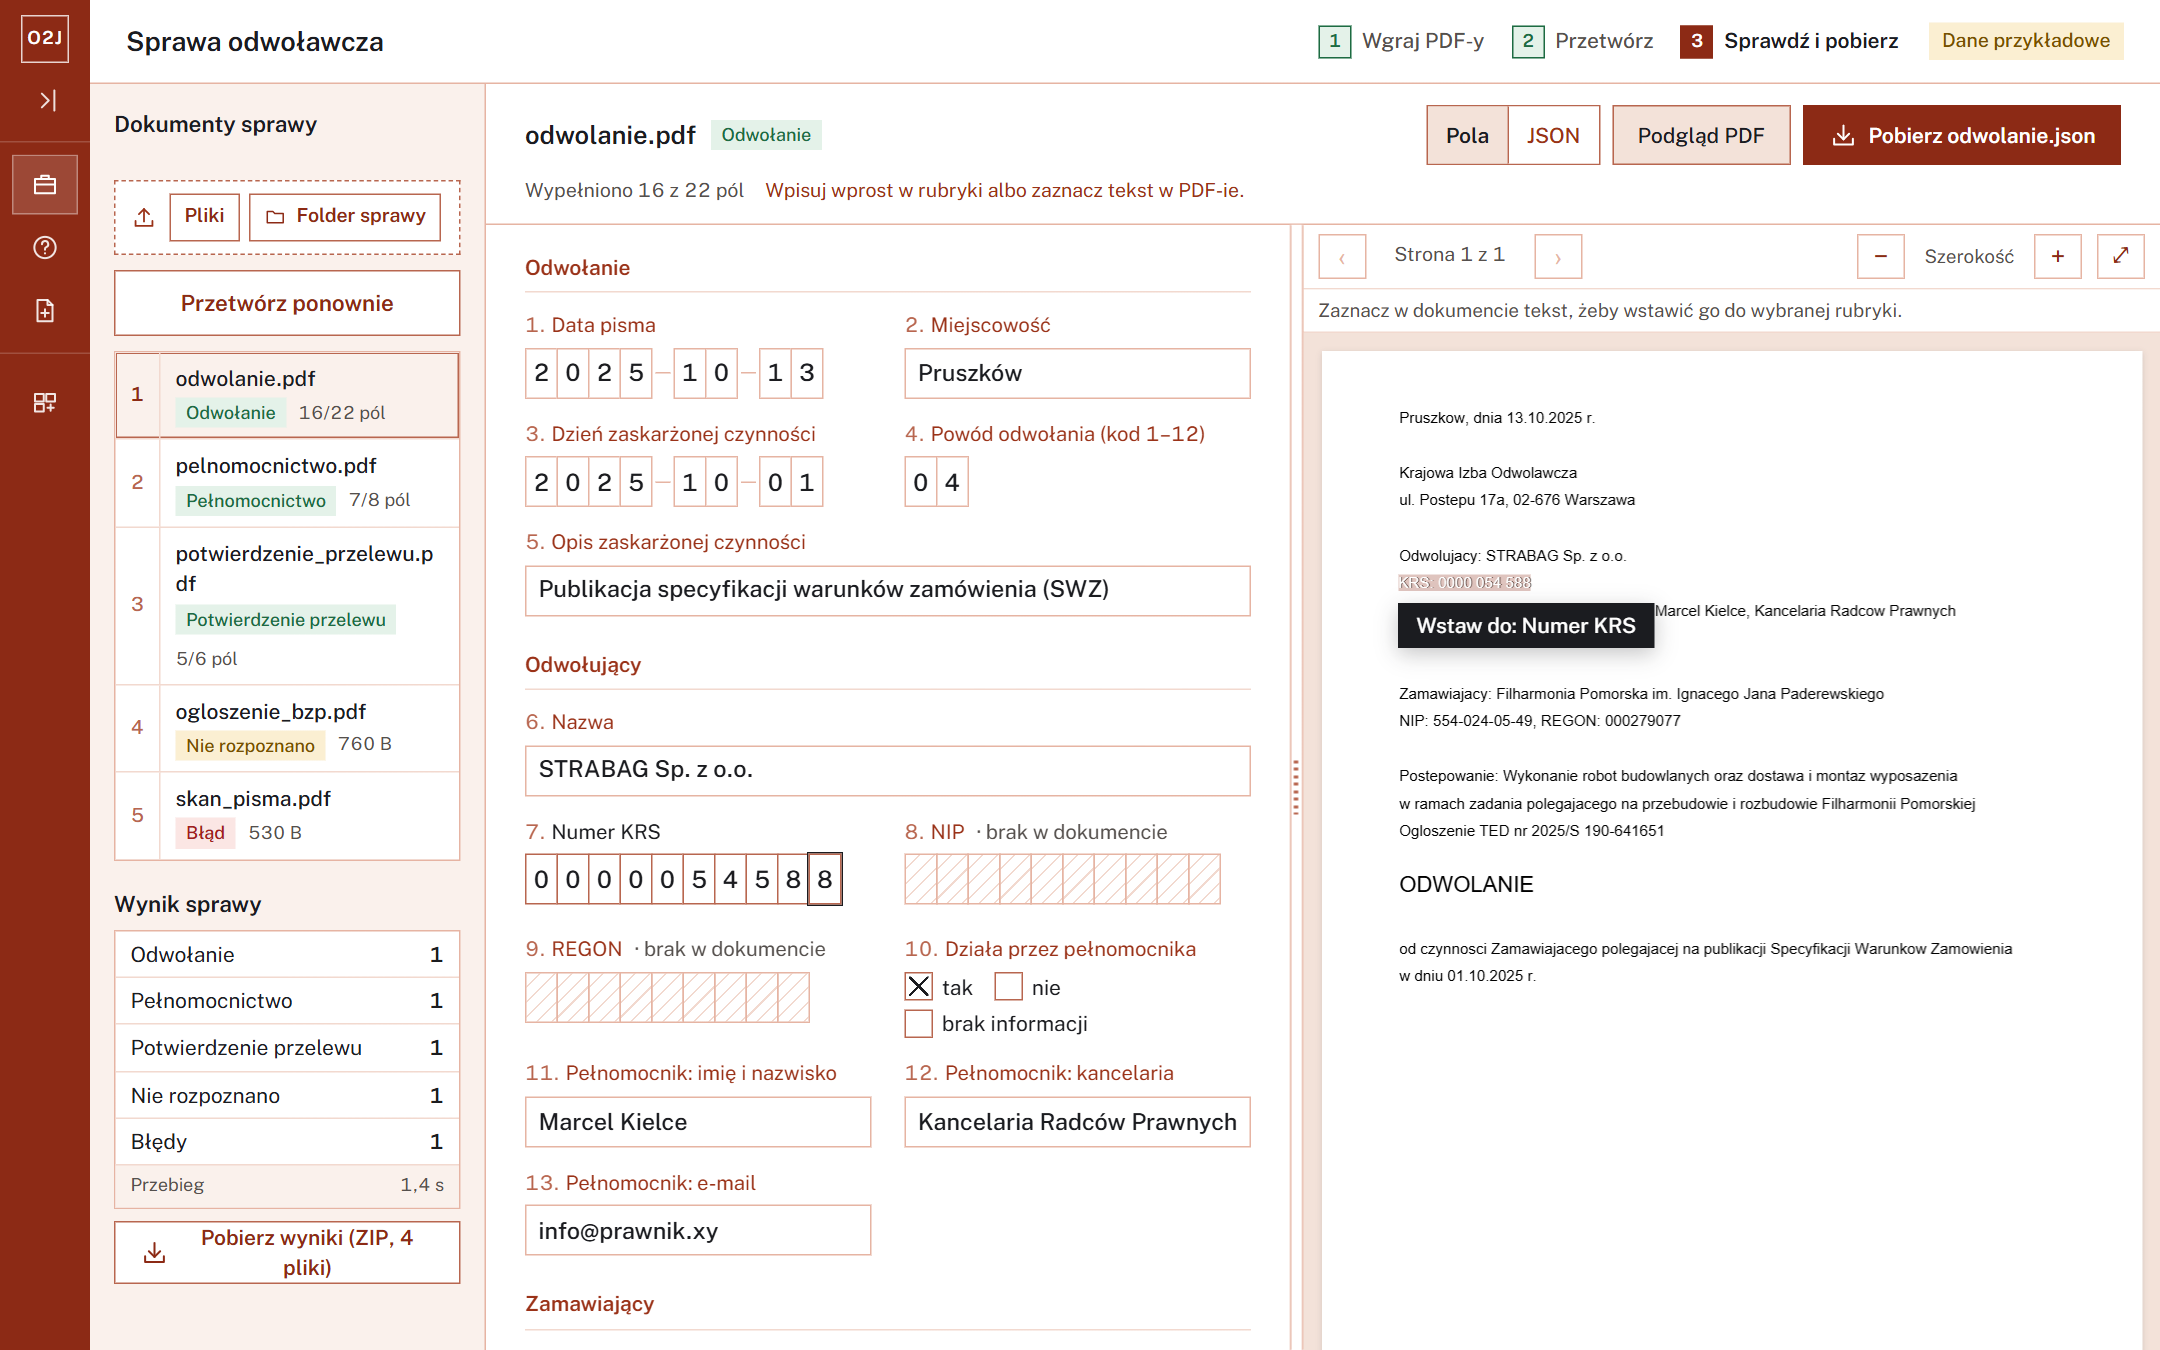 O2J
Sprawa odwoławcza
1 Wgraj PDF-y
2 Przetwórz
3 Sprawdź i pobierz
Dane przykładowe
Dokumenty sprawy
Pliki
Folder sprawy
Przetwórz ponownie
1
odwolanie.pdf
Odwołanie 16/22 pól
2
pelnomocnictwo.pdf
Pełnomocnictwo 7/8 pól
3
potwierdzenie_przelewu.p
df
Potwierdzenie przelewu
5/6 pól
4
ogloszenie_bzp.pdf
Nie rozpoznano 760 B
5
skan_pisma.pdf
Błąd 530 B
Wynik sprawy
Odwołanie 1
Pełnomocnictwo 1
Potwierdzenie przelewu 1
Nie rozpoznano 1
Błędy 1
Przebieg 1,4 s
Pobierz wyniki (ZIP, 4
pliki)
odwolanie.pdf Odwołanie
Pola JSON
Podgląd PDF
Pobierz odwolanie.json
Wypełniono 16 z 22 pól Wpisuj wprost w rubryki albo zaznacz tekst w PDF-ie.
Odwołanie
1. Data pisma
2025–10–13
2. Miejscowość
Pruszków
3. Dzień zaskarżonej czynności
2025–10–01
4. Powód odwołania (kod 1–12)
04
5. Opis zaskarżonej czynności
Publikacja specyfikacji warunków zamówienia (SWZ)
Odwołujący
6. Nazwa
STRABAG Sp. z o.o.
7. Numer KRS
0000054588
8. NIP · brak w dokumencie
9. REGON · brak w dokumencie
10. Działa przez pełnomocnika
tak nie
brak informacji
11. Pełnomocnik: imię i nazwisko
Marcel Kielce
12. Pełnomocnik: kancelaria
Kancelaria Radców Prawnych
13. Pełnomocnik: e-mail
info@prawnik.xy
Zamawiający
‹ Strona 1 z 1 ›
− Szerokość +
Zaznacz w dokumencie tekst, żeby wstawić go do wybranej rubryki.
Pruszkow, dnia 13.10.2025 r.
Krajowa Izba Odwolawcza
ul. Postepu 17a, 02-676 Warszawa
Odwolujacy: STRABAG Sp. z o.o.
KRS: 0000 054 588
Marcel Kielce, Kancelaria Radcow Prawnych
Wstaw do: Numer KRS
Zamawiajacy: Filharmonia Pomorska im. Ignacego Jana Paderewskiego
NIP: 554-024-05-49, REGON: 000279077
Postepowanie: Wykonanie robot budowlanych oraz dostawa i montaz wyposazenia
w ramach zadania polegajacego na przebudowie i rozbudowie Filharmonii Pomorskiej
Ogloszenie TED nr 2025/S 190-641651
ODWOLANIE
od czynnosci Zamawiajacego polegajacej na publikacji Specyfikacji Warunkow Zamowienia
w dniu 01.10.2025 r.